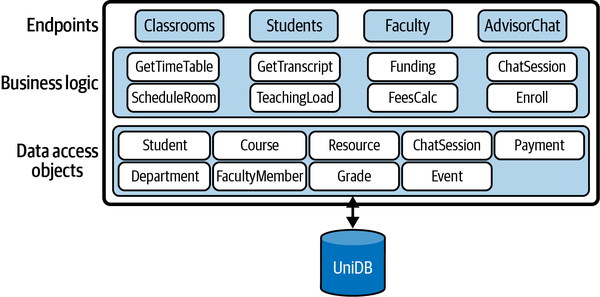 Endpoints
Classrooms Students Faculty AdvisorChat
Business logic
GetTimeTable GetTranscript Funding ChatSession
ScheduleRoom TeachingLoad FeesCalc Enroll
Data access
objects
Student Course Resource ChatSession Payment
Department FacultyMember Grade Event
UniDB